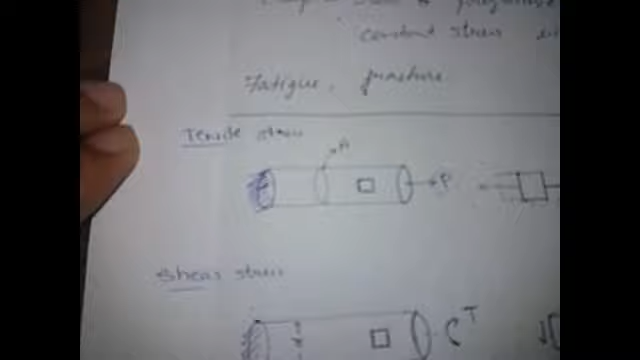 constant stress
Fatigue, fracture
Tensile stress
A
P
Shear stress
T